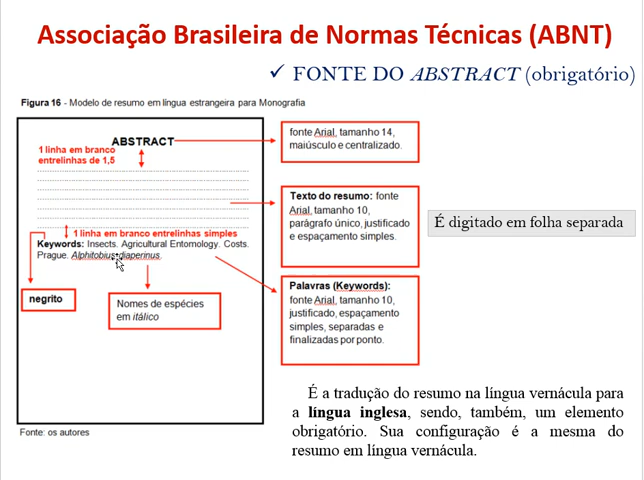 Associação Brasileira de Normas Técnicas (ABNT)
✓ FONTE DO ABSTRACT (obrigatório)
Figura 16 - Modelo de resumo em língua estrangeira para Monografia
ABSTRACT
1 linha em branco
entrelinhas de 1,5
fonte Arial, tamanho 14,
maiúsculo e centralizado.
Texto do resumo: fonte
Arial, tamanho 10,
parágrafo único, justificado
e espaçamento simples.
É digitado em folha separada
1 linha em branco entrelinhas simples
Keywords: Insects. Agricultural Entomology. Costs.
Prague. Alphitobius diaperinus.
negrito
Nomes de espécies
em itálico
Palavras (Keywords):
fonte Arial, tamanho 10,
justificado, espaçamento
simples, separadas e
finalizadas por ponto.
Fonte: os autores
É a tradução do resumo na língua vernácula para
a língua inglesa, sendo, também, um elemento
obrigatório. Sua configuração é a mesma do
resumo em língua vernácula.